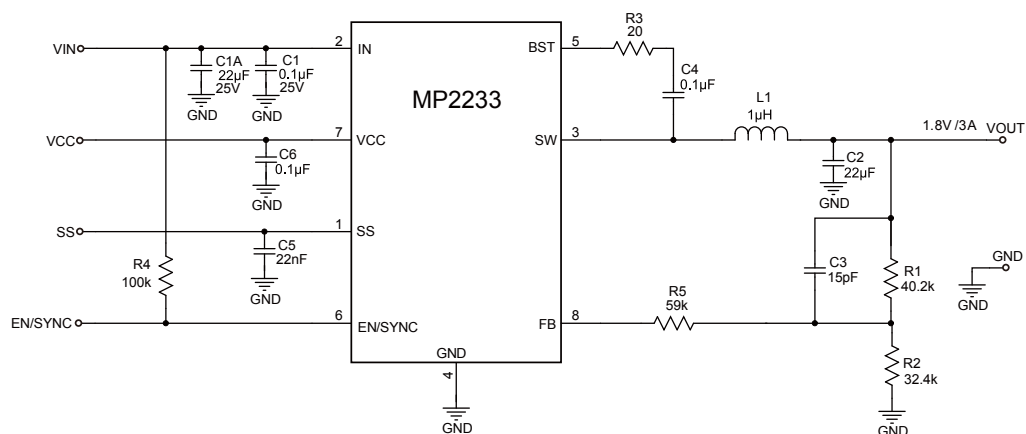 VIN
C1A
22µF
25V
GND
C1
0.1µF
25V
GND
2
IN
MP2233
BST
5
R3
20
C4
0.1µF
L1
1µH
SW
3
1.8V /3A
VOUT
C2
22µF
GND
VCC
7
VCC
C6
0.1µF
GND
SS
1
SS
C5
22nF
GND
R4
100k
EN/SYNC
6
EN/SYNC
GND
4
GND
FB
8
R5
59k
C3
15pF
R1
40.2k
GND
GND
R2
32.4k
GND